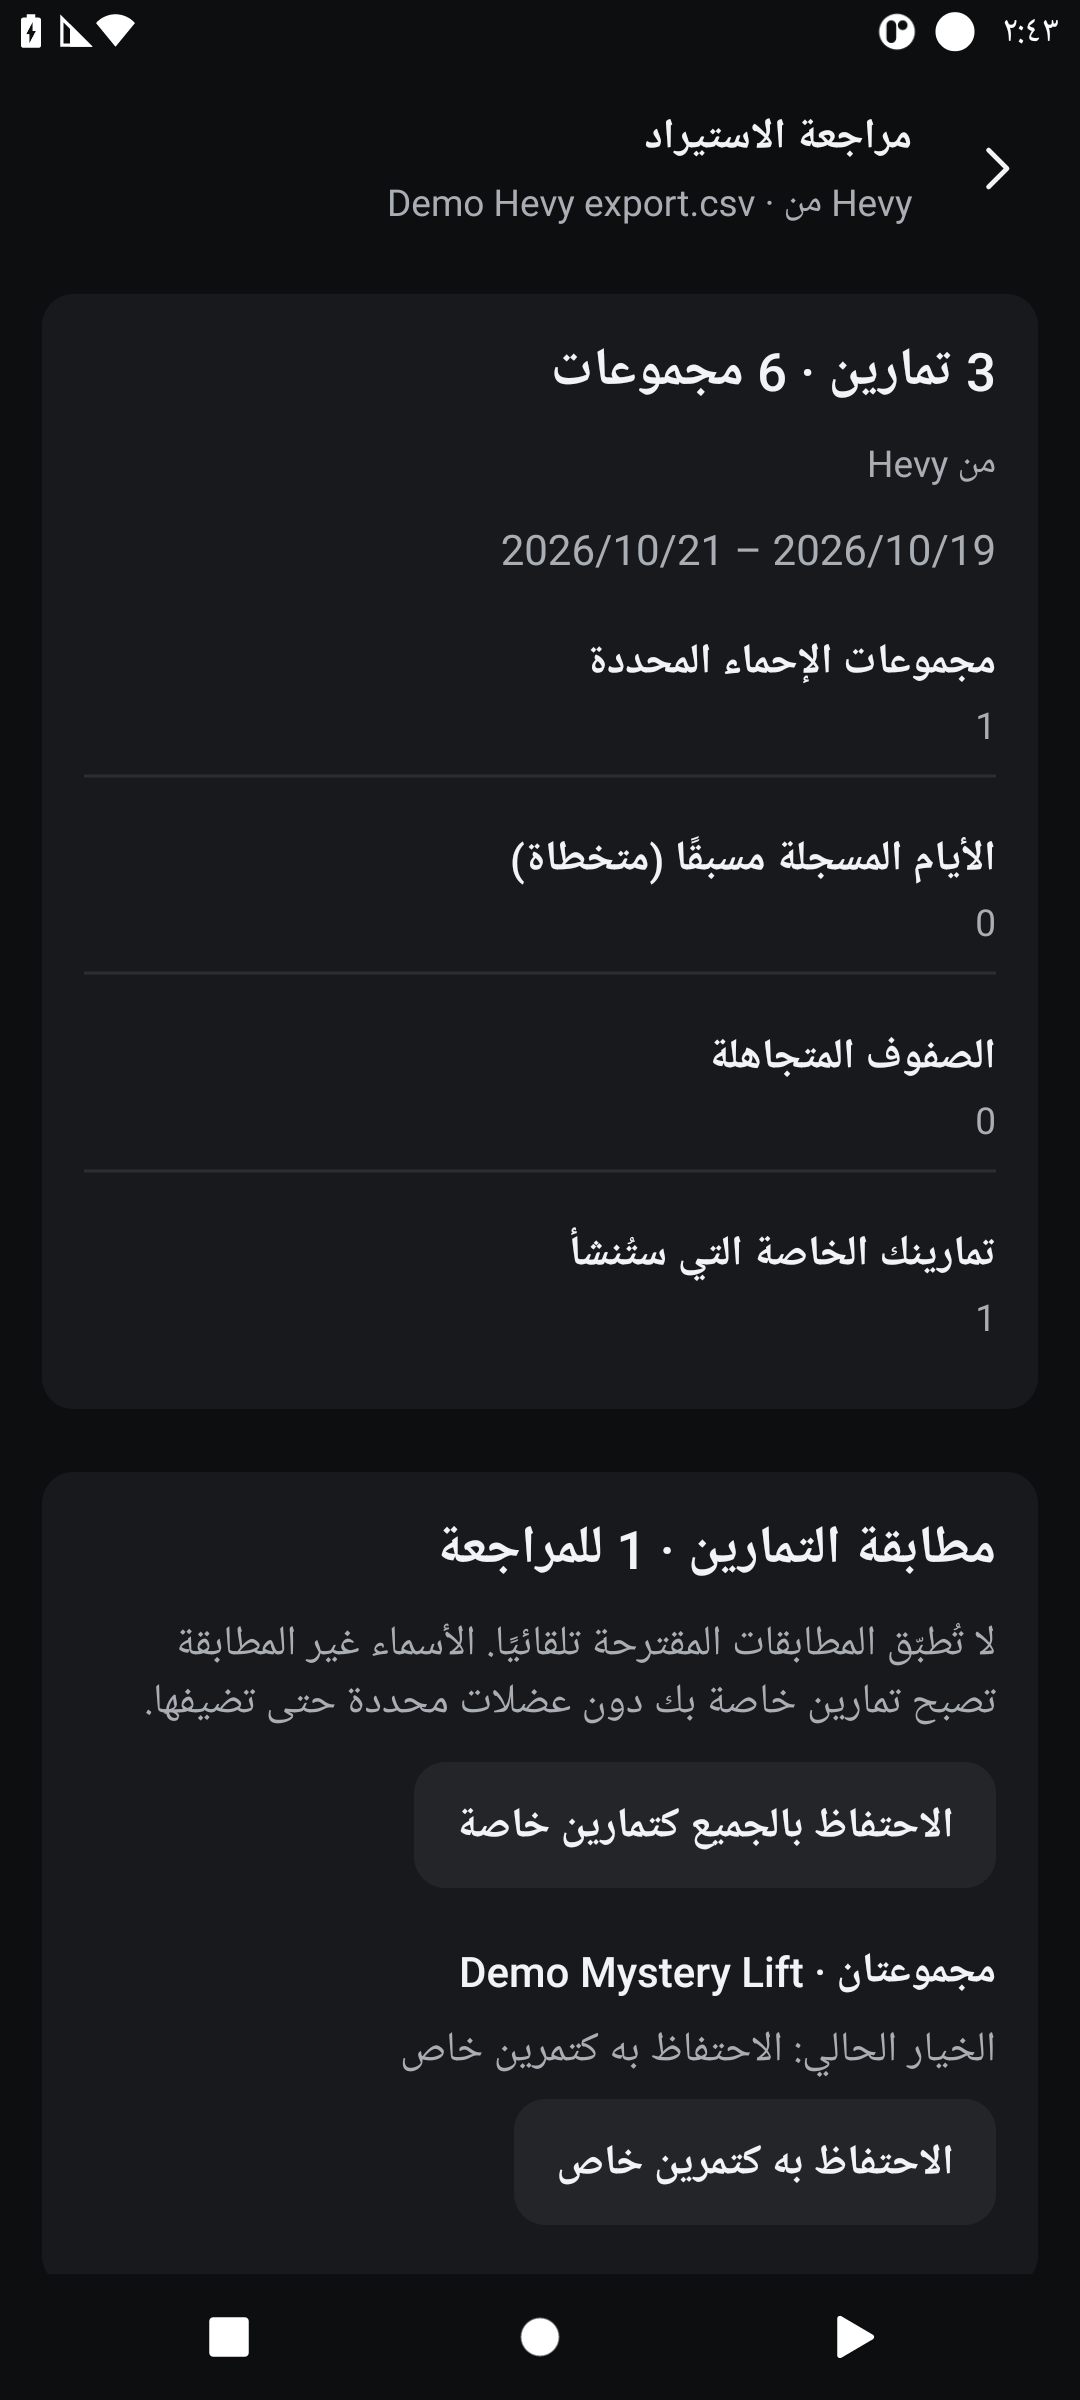 ٢:٤٣
مراجعة الاستيراد
Demo Hevy export.csv · من Hevy
3 تمارين · 6 مجموعات
من Hevy
2026/10/19 – 2026/10/21
مجموعات الإحماء المحددة
1
الأيام المسجلة مسبقًا (متخطاة)
0
الصفوف المتجاهلة
0
تمارينك الخاصة التي ستُنشأ
1
مطابقة التمارين · 1 للمراجعة
لا تُطبّق المطابقات المقترحة تلقائيًا. الأسماء غير المطابقة
تصبح تمارين خاصة بك دون عضلات محددة حتى تضيفها.
الاحتفاظ بالجميع كتمارين خاصة
Demo Mystery Lift · مجموعتان
الخيار الحالي: الاحتفاظ به كتمرين خاص
الاحتفاظ به كتمرين خاص